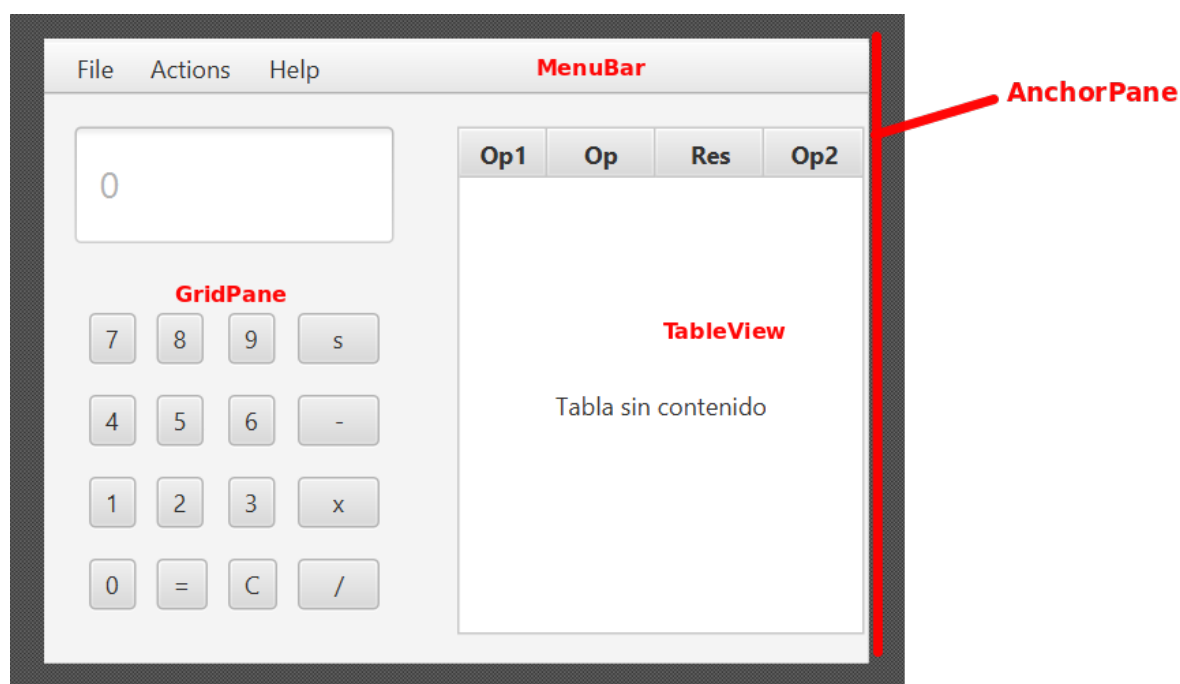 File Actions Help MenuBar
AnchorPane
Op1 Op Res Op2
0
GridPane
7 8 9 s
TableView
Tabla sin contenido
4 5 6 -
1 2 3 x
0 = C /